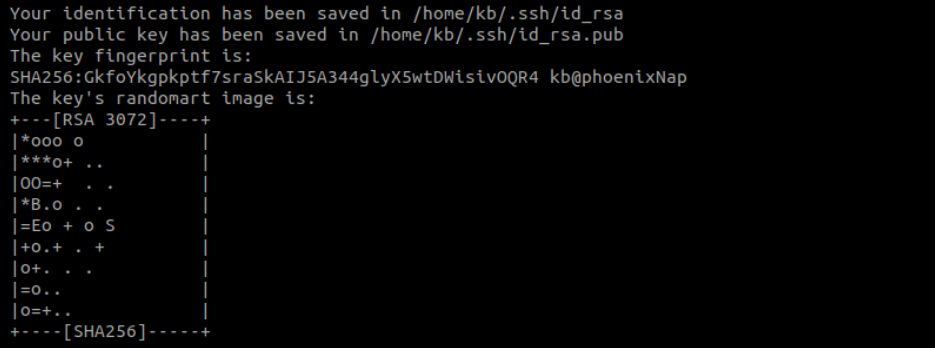 Your identification has been saved in /home/kb/.ssh/id_rsa
Your public key has been saved in /home/kb/.ssh/id_rsa.pub
The key fingerprint is:
SHA256:GkfoYkgpkptf7sraSkAIJ5A344glyX5wtDWisivOQR4 kb@phoenixNap
The key's randomart image is:
+---[RSA 3072]----+
|*ooo o           |
|***o+ ..         |
|OO=+  . .        |
|*B.o . .         |
|=Eo + o S        |
|+o.+ . +         |
|o+. . .          |
|=o..             |
|o=+..            |
+----[SHA256]-----+